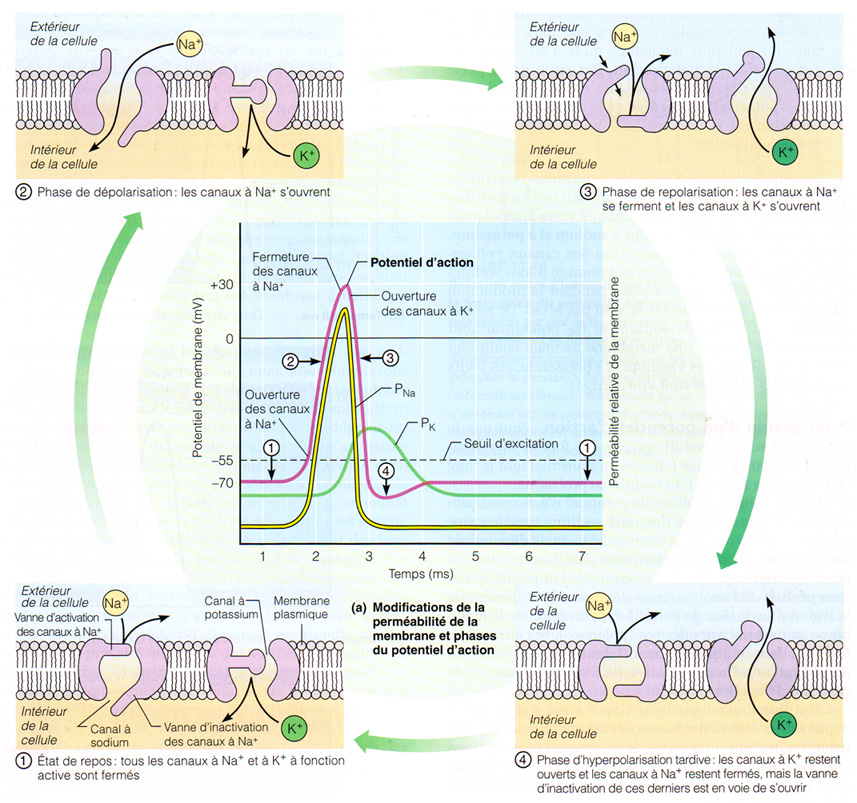 Extérieur
de la cellule
Na⁺
Intérieur
de la cellule
K⁺
② Phase de dépolarisation : les canaux à Na⁺ s'ouvrent
Extérieur
de la cellule
Na⁺
Intérieur
de la cellule
K⁺
③ Phase de repolarisation : les canaux à Na⁺
se ferment et les canaux à K⁺ s'ouvrent
Potentiel de membrane (mV)
+30
0
–55
–70
Fermeture
des canaux
à Na⁺
Potentiel d'action
Ouverture
des canaux à K⁺
②
③
Ouverture
des canaux
à Na⁺
P_Na
P_K
Seuil d'excitation
①
④
①
Perméabilité relative de la membrane
1 2 3 4 5 6 7
Temps (ms)
(a) Modifications de la
perméabilité de la
membrane et phases
du potentiel d'action
Extérieur
de la cellule
Na⁺
Vanne d'activation
des canaux à Na⁺
Canal à
potassium
Membrane
plasmique
Intérieur
de la
cellule
Canal à
sodium
Vanne d'inactivation
des canaux à Na⁺
K⁺
① État de repos : tous les canaux à Na⁺ et à K⁺ à fonction
active sont fermés
Extérieur
de la cellule
Na⁺
Intérieur
de la cellule
K⁺
④ Phase d'hyperpolarisation tardive : les canaux à K⁺ restent
ouverts et les canaux à Na⁺ restent fermés, mais la vanne
d'inactivation de ces derniers est en voie de s'ouvrir